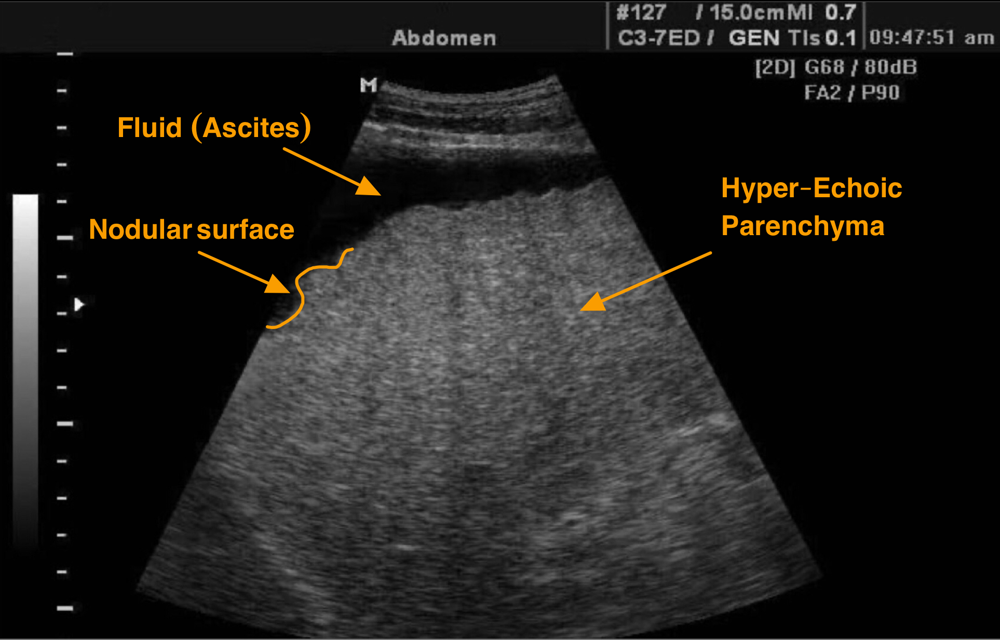 #127 / 15.0cm MI 0.7
Abdomen C3-7ED / GEN TIs 0.1 09:47:51 am
[2D] G68 / 80dB
FA2 / P90
M
Fluid (Ascites)
Hyper-Echoic
Parenchyma
Nodular surface